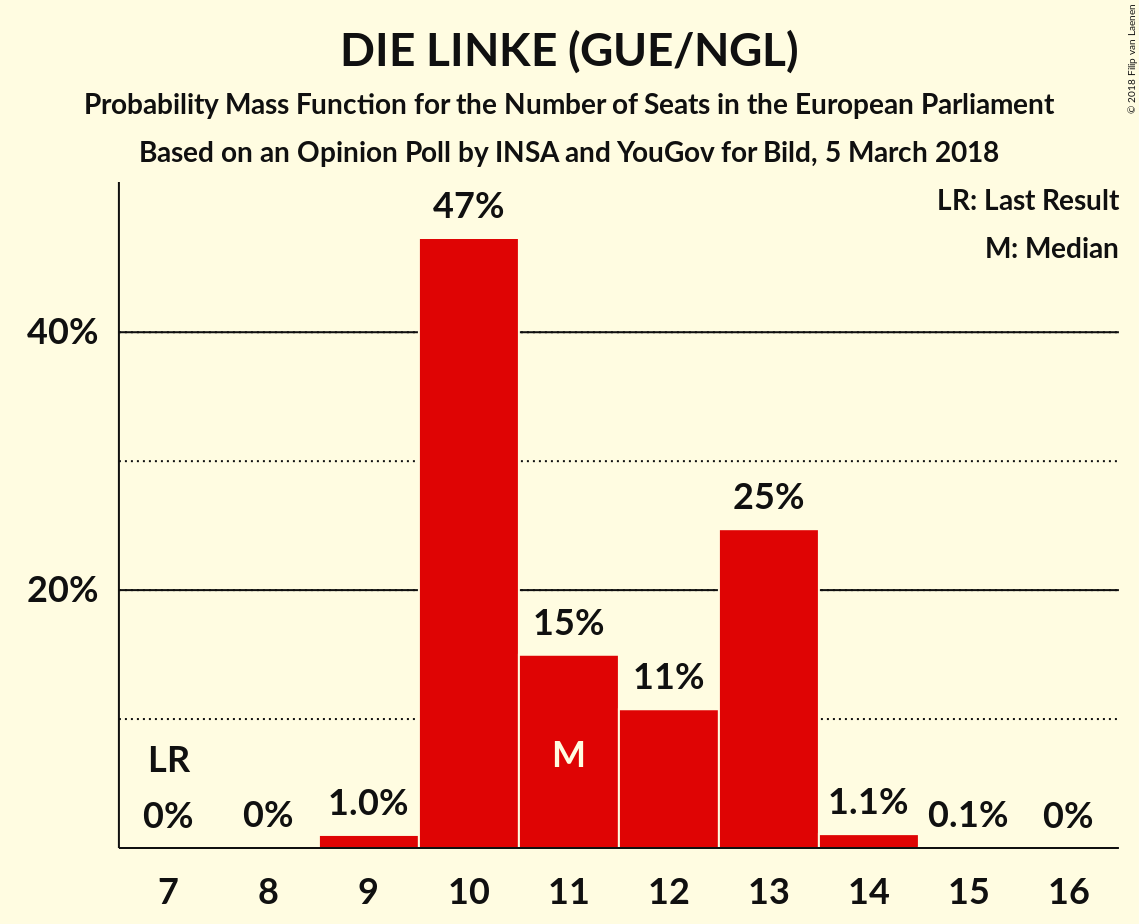 DIE LINKE (GUE/NGL)
Probability Mass Function for the Number of Seats in the European Parliament
Based on an Opinion Poll by INSA and YouGov for Bild, 5 March 2018
© 2018 Filip van Laenen
LR: Last Result
M: Median
47%
40%
25%
20%
15%
11%
M
LR
0%
0%
1.0%
1.1%
0.1%
0%
7 8 9 10 11 12 13 14 15 16